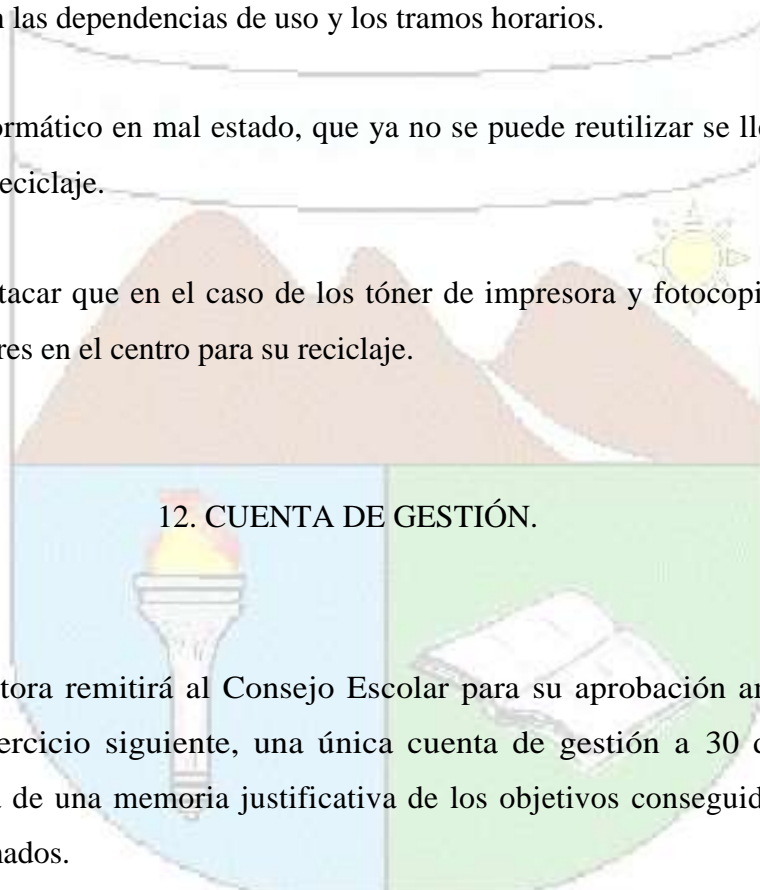 las dependencias de uso y los tramos horarios.
ormático en mal estado, que ya no se puede reutilizar se ll
eciclaje.
tacar que en el caso de los tóner de impresora y fotocopi
res en el centro para su reciclaje.
12. CUENTA DE GESTIÓN.
tora remitirá al Consejo Escolar para su aprobación a
ercicio siguiente, una única cuenta de gestión a 30 d
de una memoria justificativa de los objetivos conseguid
nados.